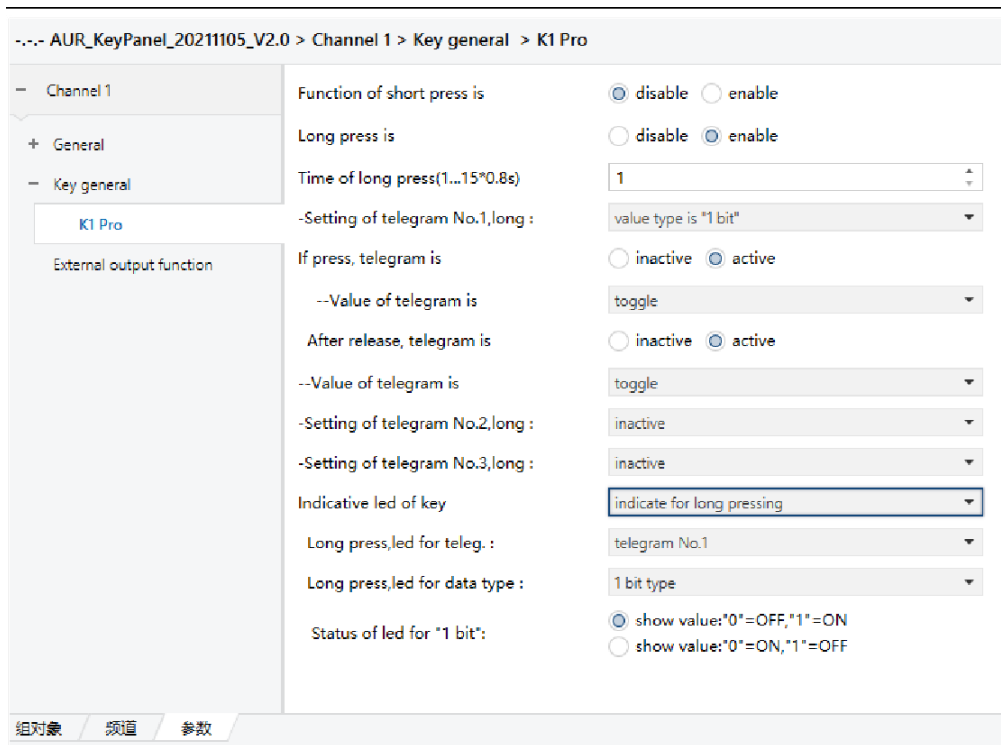 -.-.- AUR_KeyPanel_20211105_V2.0 > Channel 1 > Key general > K1 Pro
− Channel 1
+ General
− Key general
K1 Pro
External output function
Function of short press is disable enable
Long press is disable enable
Time of long press(1...15*0.8s) 1
-Setting of telegram No.1,long : value type is "1 bit"
If press, telegram is inactive active
--Value of telegram is toggle
After release, telegram is inactive active
--Value of telegram is toggle
-Setting of telegram No.2,long : inactive
-Setting of telegram No.3,long : inactive
Indicative led of key indicate for long pressing
Long press,led for teleg. : telegram No.1
Long press,led for data type : 1 bit type
Status of led for "1 bit": show value:"0"=OFF,"1"=ON
show value:"0"=ON,"1"=OFF
组对象 频道 参数